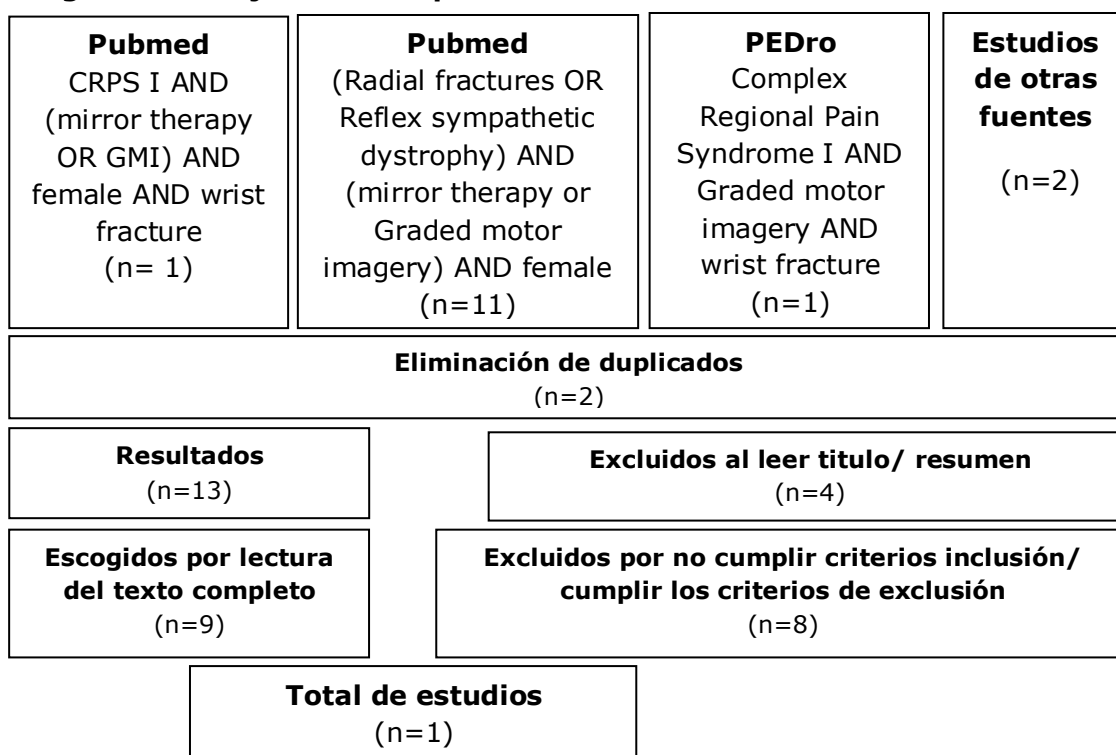 Pubmed
CRPS I AND
(mirror therapy
OR GMI) AND
female AND wrist
fracture
(n= 1)
Pubmed
(Radial fractures OR
Reflex sympathetic
dystrophy) AND
(mirror therapy or
Graded motor
imagery) AND female
(n=11)
PEDro
Complex
Regional Pain
Syndrome I AND
Graded motor
imagery AND
wrist fracture
(n=1)
Estudios
de otras
fuentes
(n=2)
Eliminación de duplicados
(n=2)
Resultados
(n=13)
Excluidos al leer titulo/ resumen
(n=4)
Escogidos por lectura
del texto completo
(n=9)
Excluidos por no cumplir criterios inclusión/
cumplir los criterios de exclusión
(n=8)
Total de estudios
(n=1)